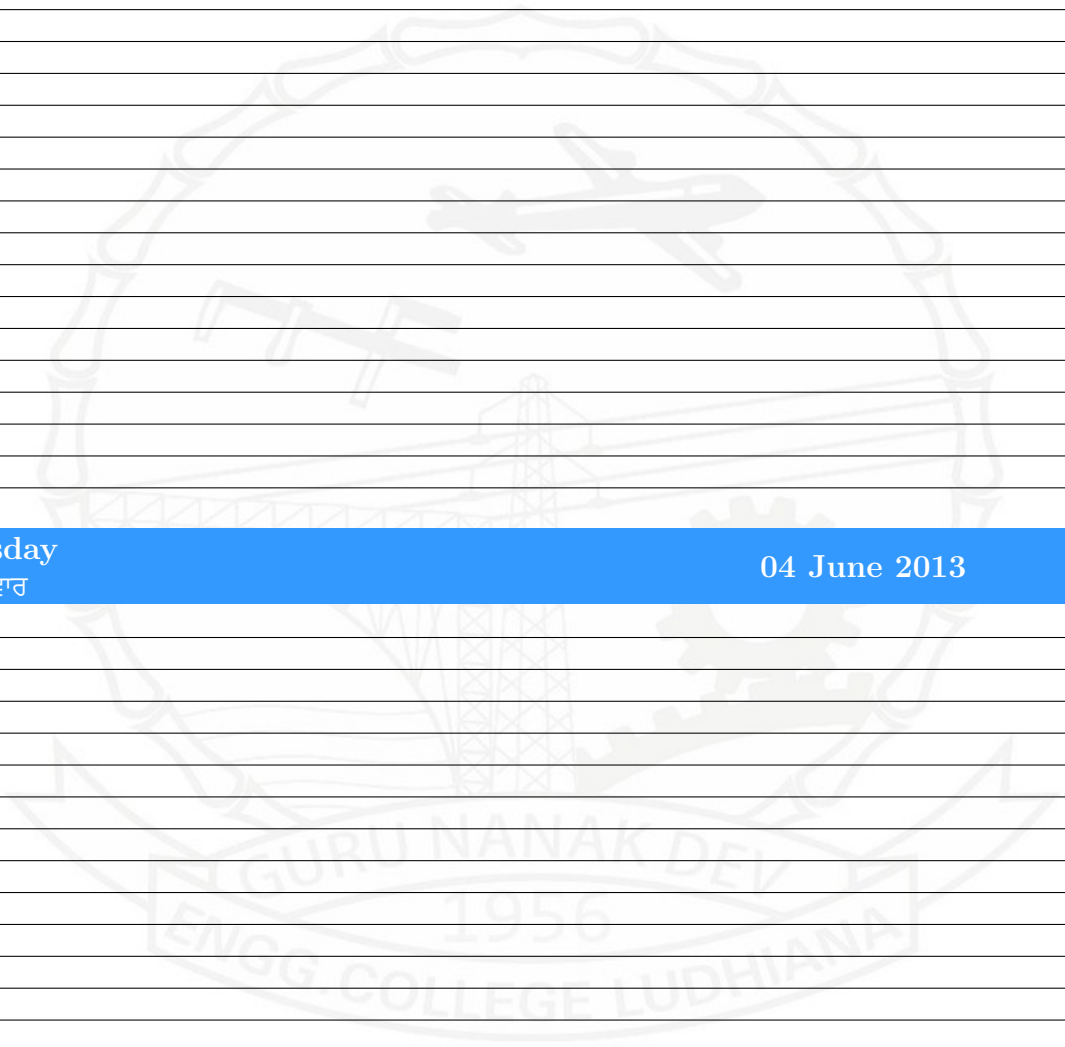 sday
04 June 2013
ਵਾਰ
GURU NANAK DEV
1956
ENGG. COLLEGE LUDHIANA